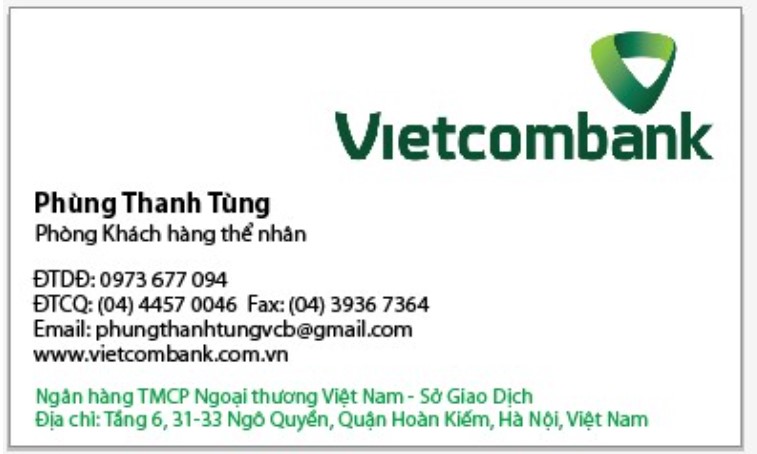 Vietcombank
Phùng Thanh Tùng
Phòng Khách hàng thể nhân
ĐTDĐ: 0973 677 094
ĐTCQ: (04) 4457 0046 Fax: (04) 3936 7364
Email: phungthanhtungvcb@gmail.com
www.vietcombank.com.vn
Ngân hàng TMCP Ngoại thương Việt Nam - Sở Giao Dịch
Địa chỉ: Tầng 6, 31-33 Ngô Quyền, Quận Hoàn Kiếm, Hà Nội, Việt Nam